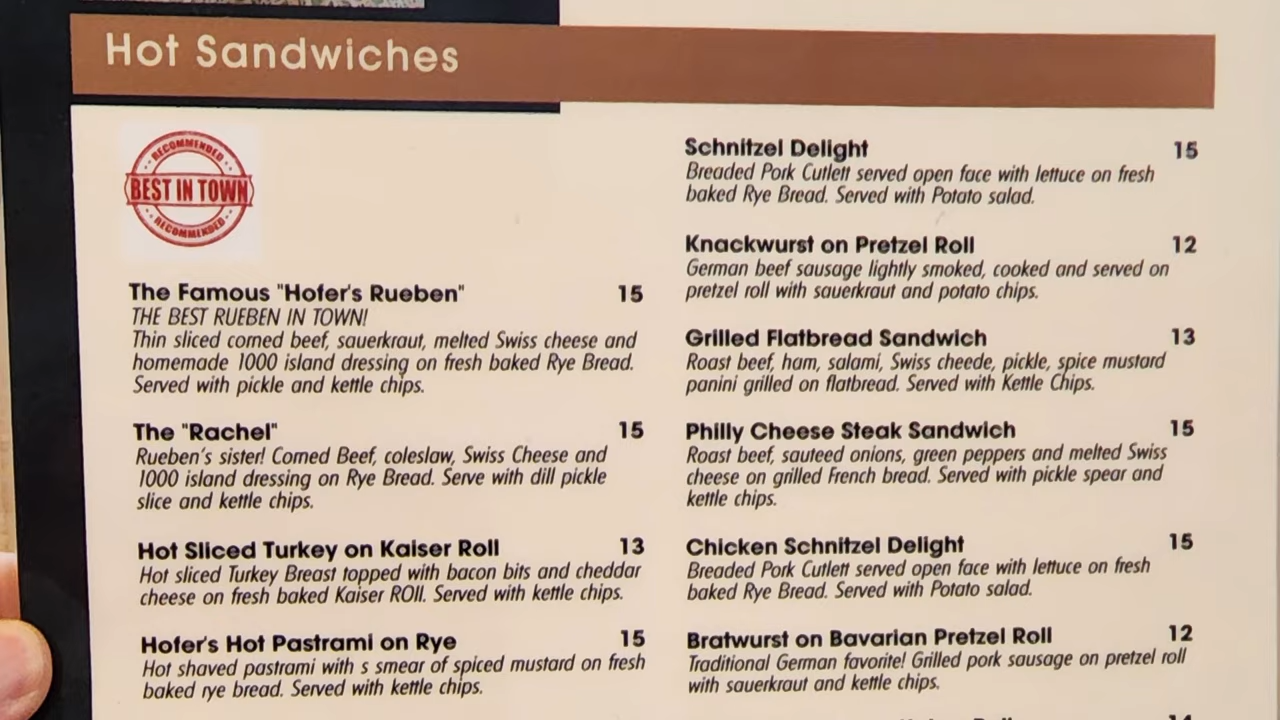 Hot Sandwiches
RECOMMENDED
BEST IN TOWN
RECOMMENDED
The Famous "Hofer's Rueben" 15
THE BEST RUEBEN IN TOWN!
Thin sliced corned beef, sauerkraut, melted Swiss cheese and
homemade 1000 island dressing on fresh baked Rye Bread.
Served with pickle and kettle chips.
The "Rachel" 15
Rueben's sister! Corned Beef, coleslaw, Swiss Cheese and
1000 island dressing on Rye Bread. Serve with dill pickle
slice and kettle chips.
Hot Sliced Turkey on Kaiser Roll 13
Hot sliced Turkey Breast topped with bacon bits and cheddar
cheese on fresh baked Kaiser ROll. Served with kettle chips.
Hofer's Hot Pastrami on Rye 15
Hot shaved pastrami with s smear of spiced mustard on fresh
baked rye bread. Served with kettle chips.
Schnitzel Delight 15
Breaded Pork Cutlett served open face with lettuce on fresh
baked Rye Bread. Served with Potato salad.
Knackwurst on Pretzel Roll 12
German beef sausage lightly smoked, cooked and served on
pretzel roll with sauerkraut and potato chips.
Grilled Flatbread Sandwich 13
Roast beef, ham, salami, Swiss cheede, pickle, spice mustard
panini grilled on flatbread. Served with Kettle Chips.
Philly Cheese Steak Sandwich 15
Roast beef, sauteed onions, green peppers and melted Swiss
cheese on grilled French bread. Served with pickle spear and
kettle chips.
Chicken Schnitzel Delight 15
Breaded Pork Cutlett served open face with lettuce on fresh
baked Rye Bread. Served with Potato salad.
Bratwurst on Bavarian Pretzel Roll 12
Traditional German favorite! Grilled pork sausage on pretzel roll
with sauerkraut and kettle chips.